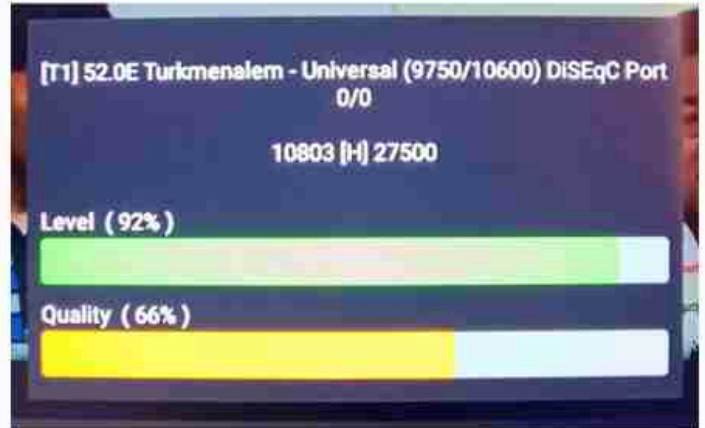 [T1] 52.0E Turkmenalem - Universal (9750/10600) DiSEqC Port
0/0
10803 [H] 27500
Level ( 92% )
Quality ( 66% )